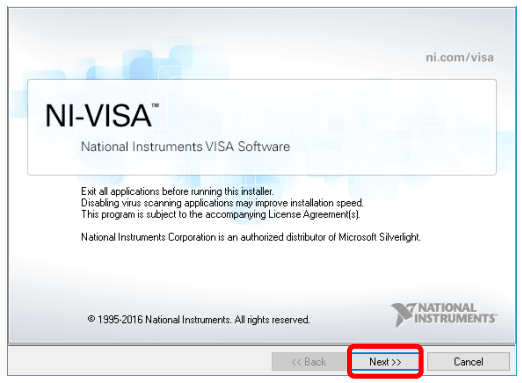 ni.com/visa
NI-VISA™
National Instruments VISA Software
Exit all applications before running this installer.
Disabling virus scanning applications may improve installation speed.
This program is subject to the accompanying License Agreement(s).
National Instruments Corporation is an authorized distributor of Microsoft Silverlight.
© 1995-2016 National Instruments. All rights reserved.
NATIONAL
INSTRUMENTS
<< Back
Next >>
Cancel